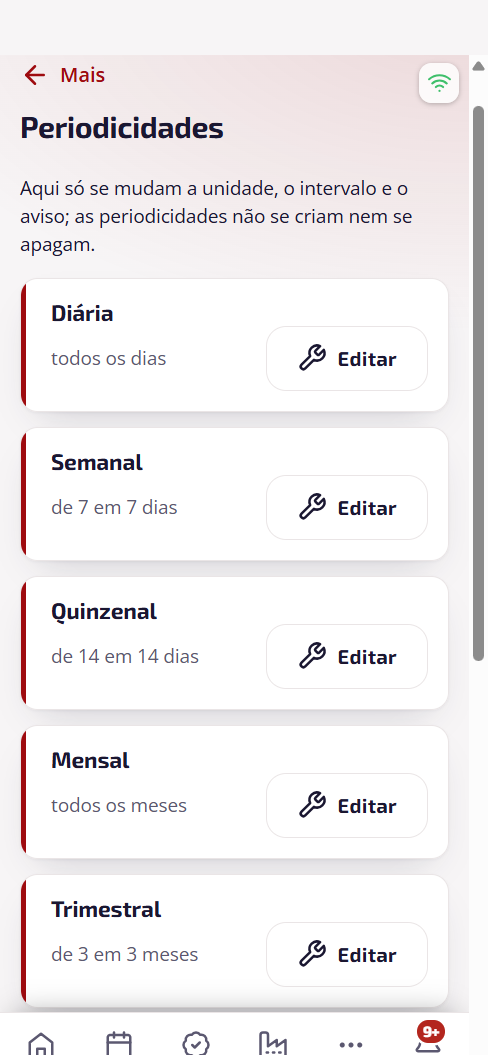 Mais
Periodicidades
Aqui só se mudam a unidade, o intervalo e o
aviso; as periodicidades não se criam nem se
apagam.
Diária
todos os dias
Editar
Semanal
de 7 em 7 dias
Editar
Quinzenal
de 14 em 14 dias
Editar
Mensal
todos os meses
Editar
Trimestral
de 3 em 3 meses
Editar
9+